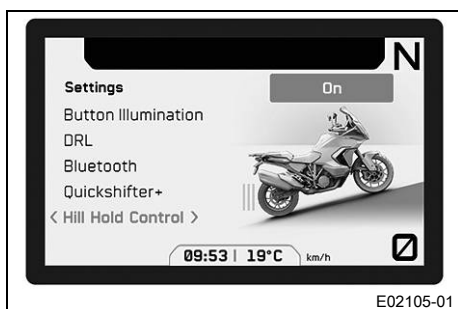 N
Settings
On
Button Illumination
DRL
Bluetooth
Quickshifter+
< Hill Hold Control >
09:53 | 19°C km/h
E02105-01